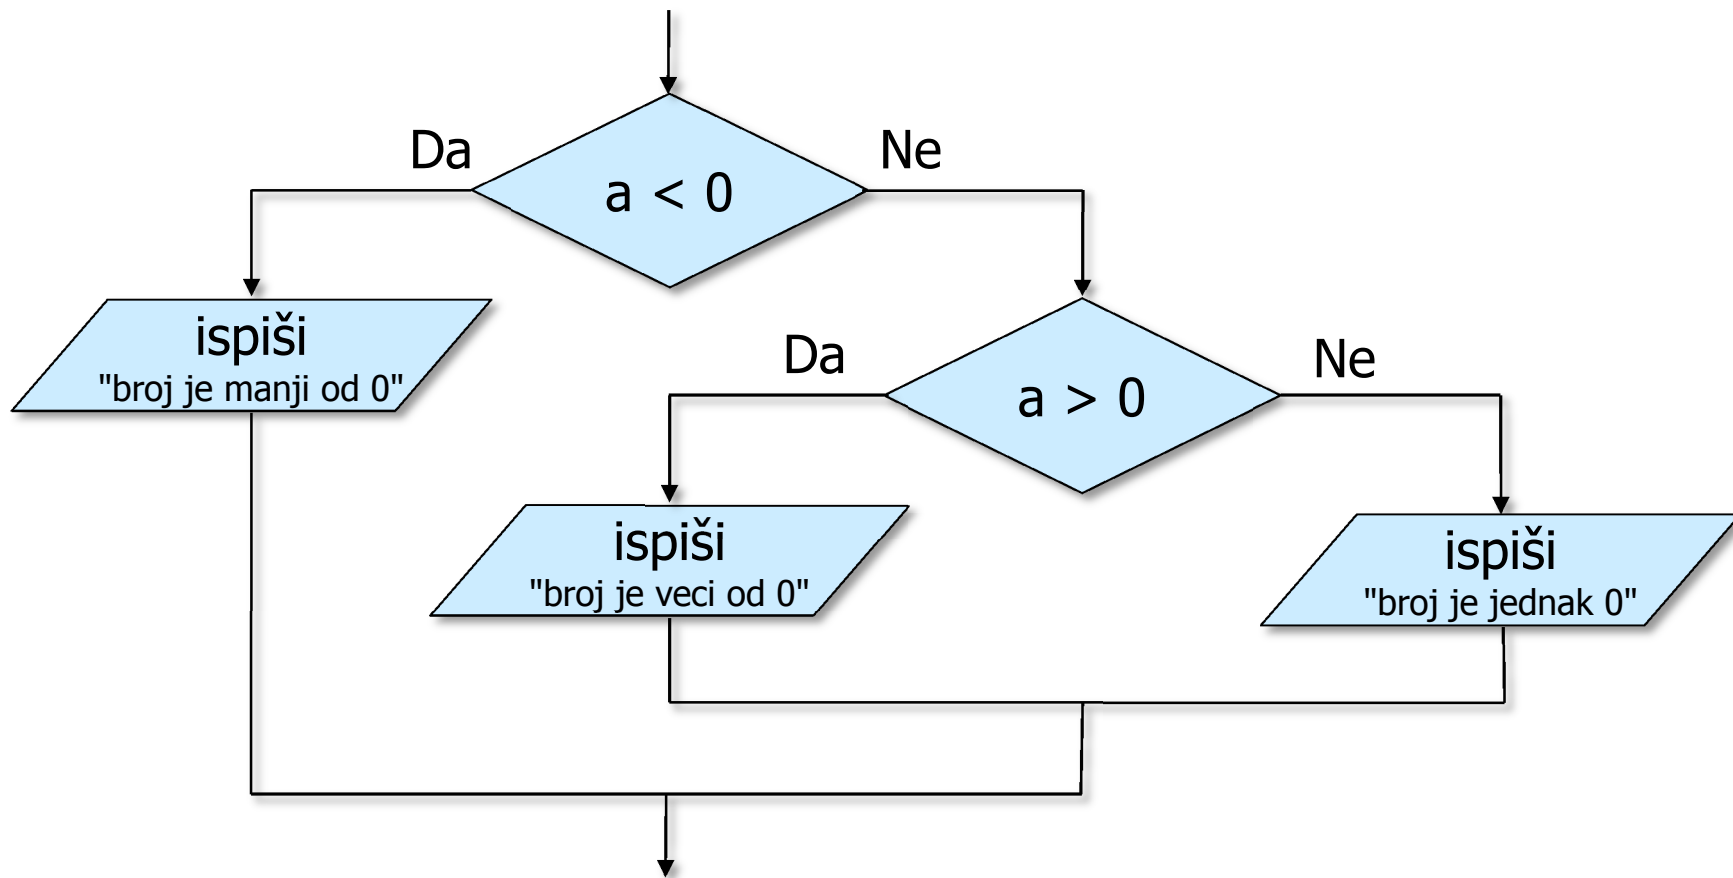 Da
Ne
a < 0
ispiši
"broj je manji od 0"
Da
Ne
a > 0
ispiši
"broj je veci od 0"
ispiši
"broj je jednak 0"